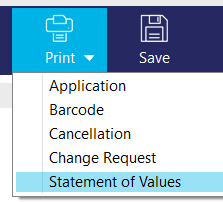 Print Save
Application
Barcode
Cancellation
Change Request
Statement of Values